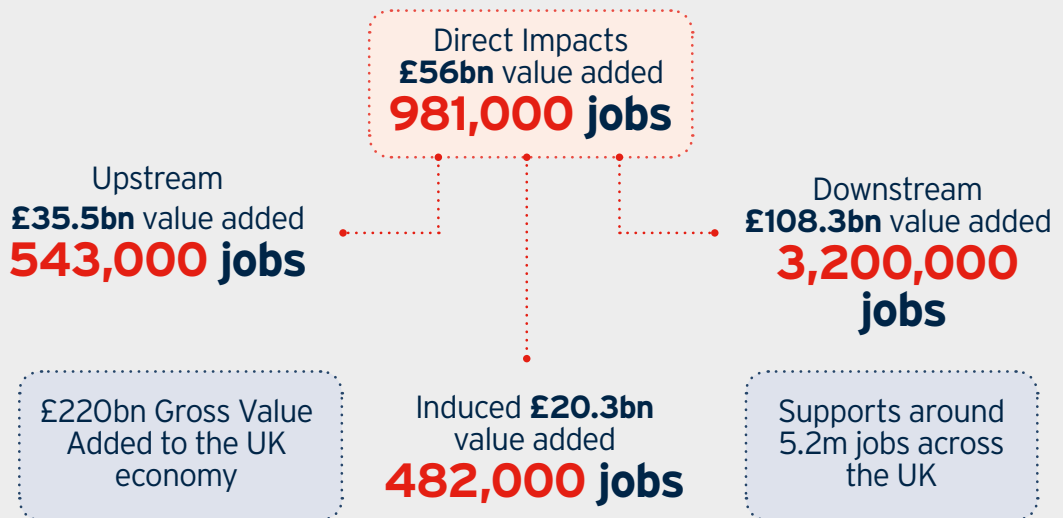 Direct Impacts
£56bn value added
981,000 jobs
Upstream
£35.5bn value added
543,000 jobs
Downstream
£108.3bn value added
3,200,000
jobs
£220bn Gross Value
Added to the UK
economy
Induced £20.3bn
value added
482,000 jobs
Supports around
5.2m jobs across
the UK